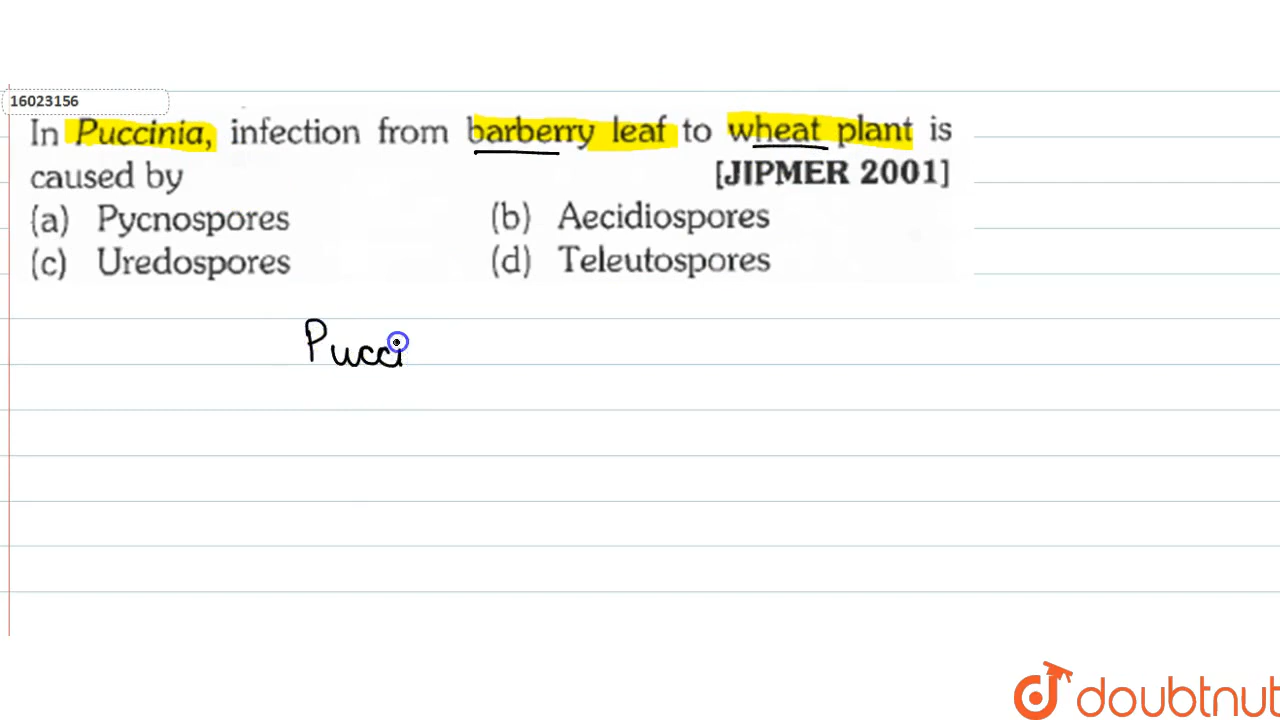 16023156
In Puccinia, infection from barberry leaf to wheat plant is
caused by [JIPMER 2001]
(a) Pycnospores (b) Aecidiospores
(c) Uredospores (d) Teleutospores
Pucci
doubtnut